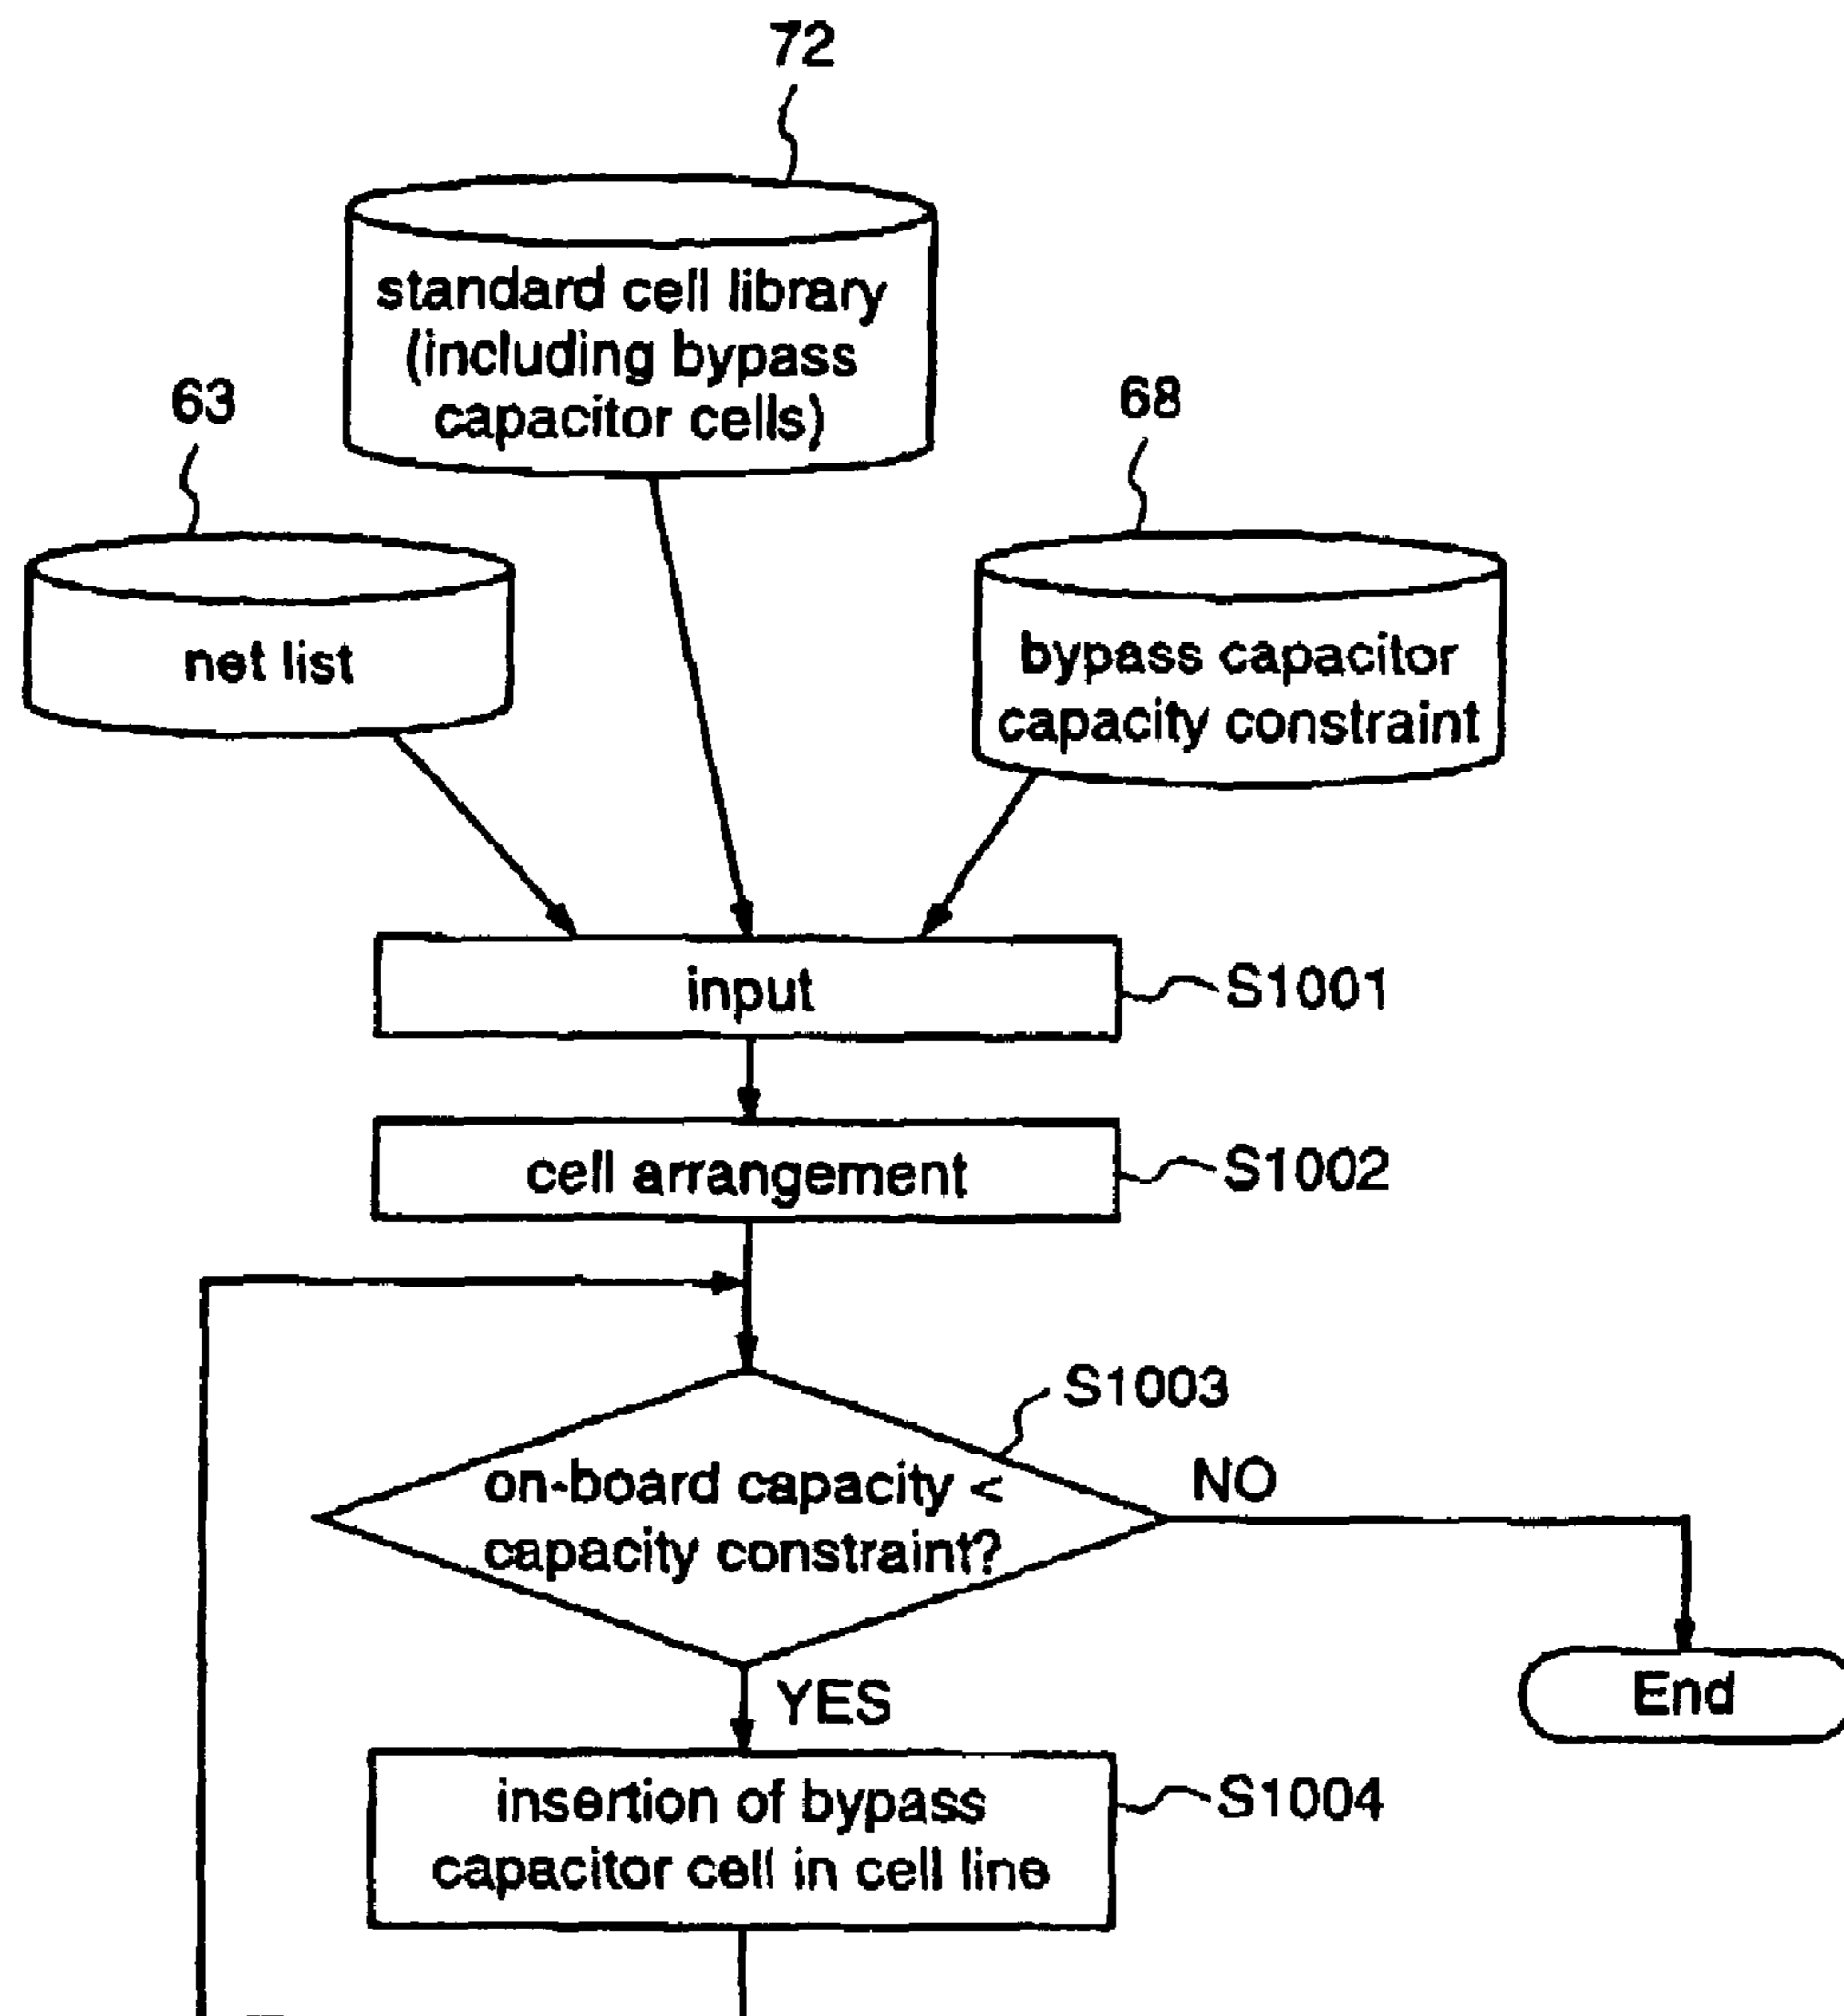 72
standard cell library
(including bypass
capacitor cells)
63
net list
68
bypass capacitor
capacity constraint
input
S1001
cell arrangement
S1002
S1003
on-board capacity <
capacity constraint?
NO
YES
End
insertion of bypass
capacitor cell in cell line
S1004